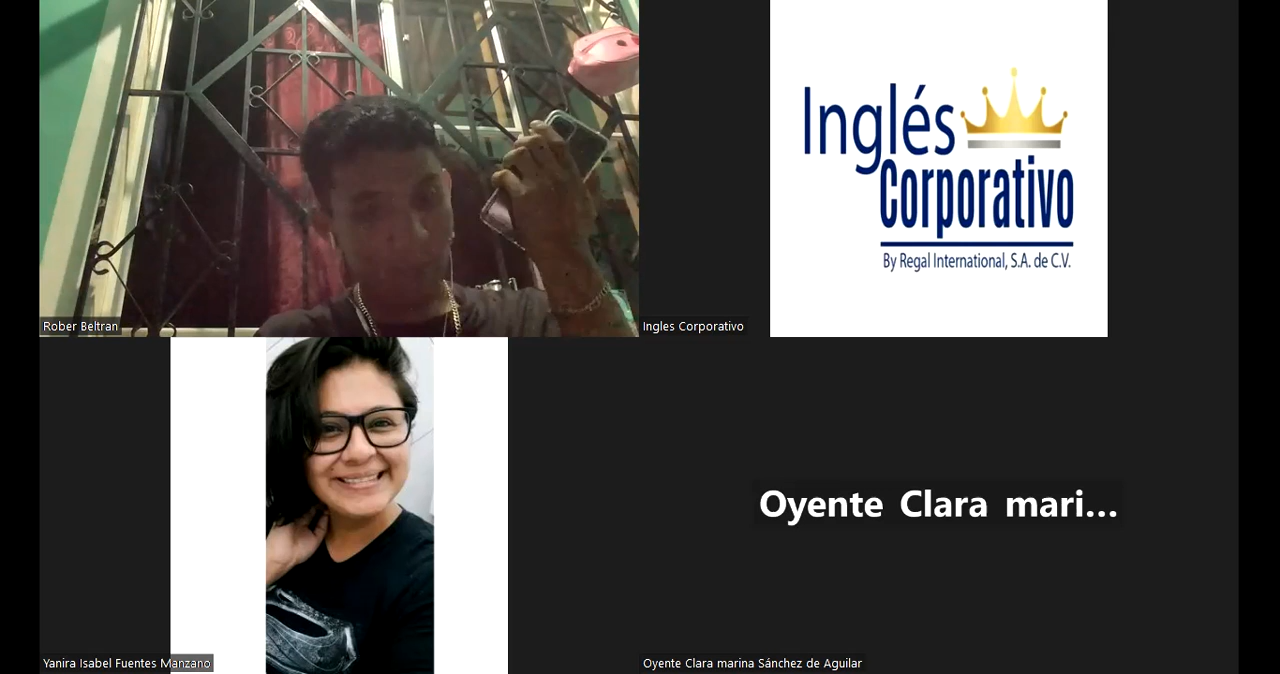 Inglés
Corporativo
By Regal International, S.A. de C.V.
Rober Beltran
Ingles Corporativo
Oyente Clara mari...
Yanira Isabel Fuentes Manzano
Oyente Clara marina Sánchez de Aguilar